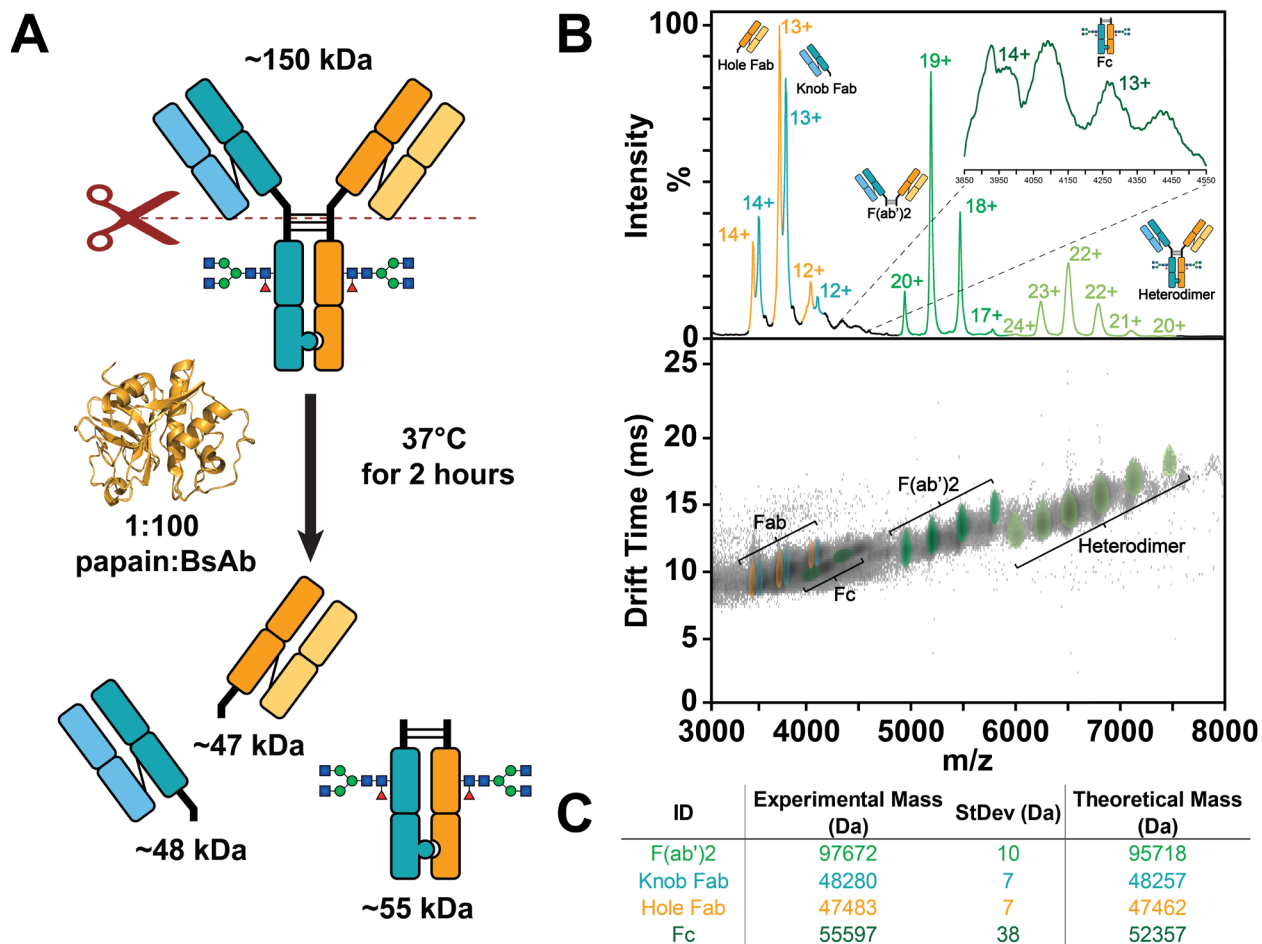 A
~150 kDa
37°C
for 2 hours
1:100
papain:BsAb
~47 kDa
~48 kDa
~55 kDa
B
100
Intensity
%
0
Hole Fab
13+
Knob Fab
13+
14+
14+
12+
12+
F(ab')2
19+
20+
18+
17+
24+
23+
22+
22+
21+
20+
Heterodimer
Fc
14+
13+
3850 3950 4050 4150 4250 4350 4450 4550
Drift Time (ms)
25
20
15
10
5
0
Fab
Fc
F(ab')2
Heterodimer
3000 4000 5000 6000 7000 8000
m/z
C
ID Experimental Mass (Da) StDev (Da) Theoretical Mass (Da)
F(ab')2 97672 10 95718
Knob Fab 48280 7 48257
Hole Fab 47483 7 47462
Fc 55597 38 52357